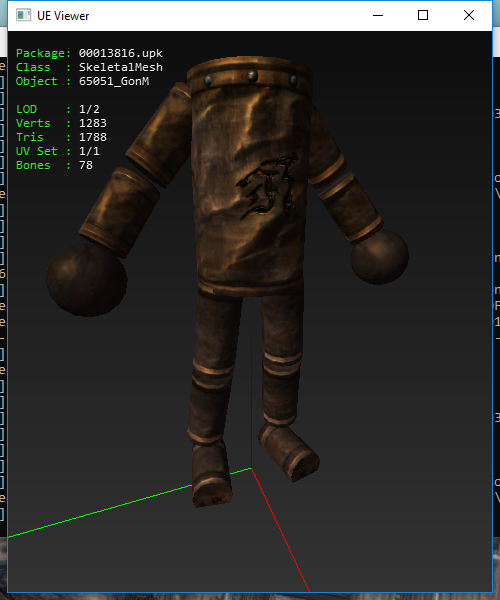 UE Viewer
Package: 00013816.upk
Class : SkeletalMesh
Object : 65051_GonM
LOD : 1/2
Verts : 1283
Tris : 1788
UV Set : 1/1
Bones : 78